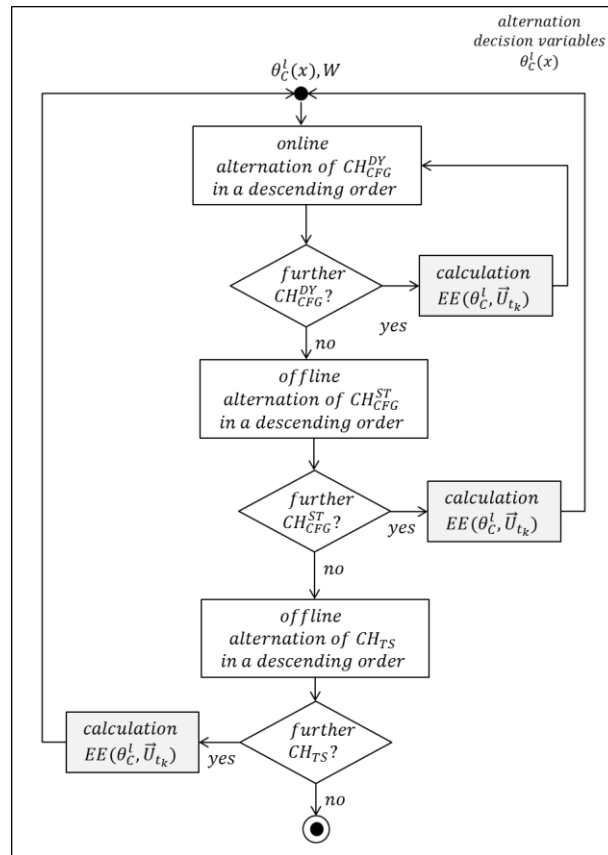 alternation
decision variables
θ_C^l(x)
θ_C^l(x), W
online
alternation of CH_CFG^DY
in a descending order
further
CH_CFG^DY?
yes
calculation
EE(θ_C^l, U⃗_t_k)
no
offline
alternation of CH_CFG^ST
in a descending order
further
CH_CFG^ST?
yes
calculation
EE(θ_C^l, U⃗_t_k)
no
offline
alternation of CH_TS
in a descending order
calculation
EE(θ_C^l, U⃗_t_k)
yes
further
CH_TS?
no